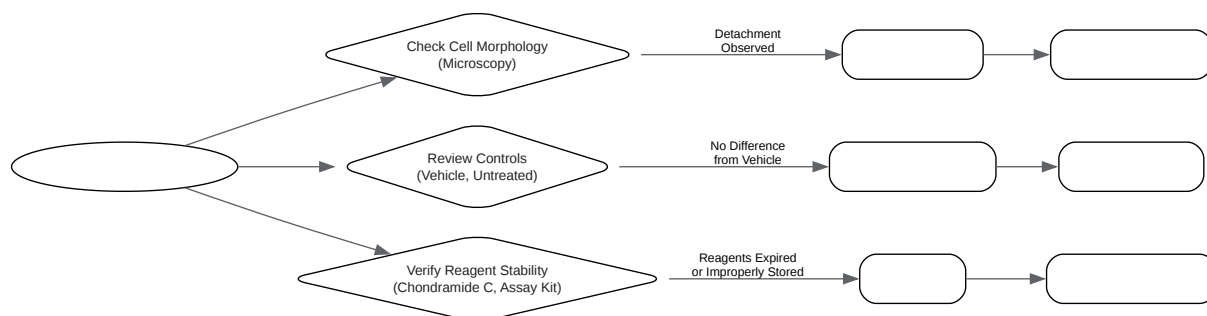 Check Cell Morphology
(Microscopy)
Detachment
Observed
Review Controls
(Vehicle, Untreated)
No Difference
from Vehicle
Verify Reagent Stability
(Chondramide C, Assay Kit)
Reagents Expired
or Improperly Stored